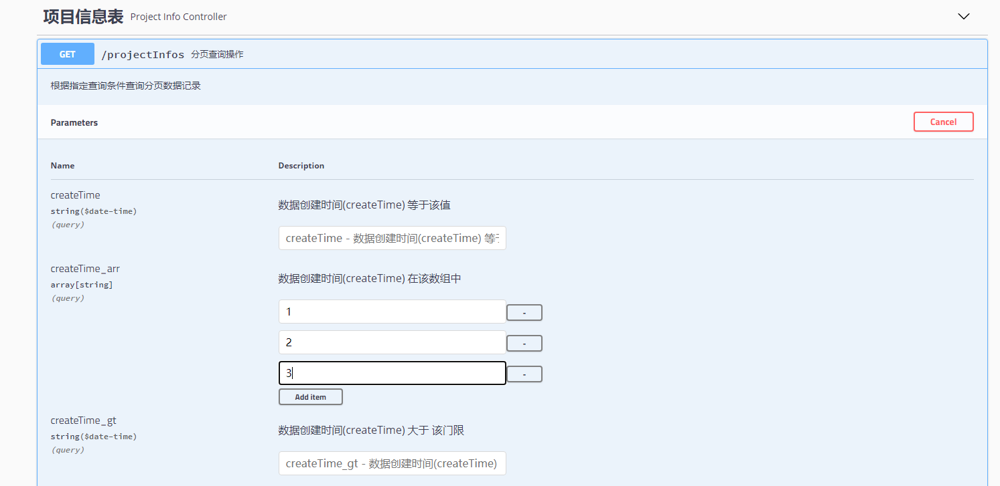 项目信息表 Project Info Controller
GET /projectInfos 分页查询操作
根据指定查询条件查询分页数据记录
Parameters Cancel
Name Description
createTime
string($date-time)
(query)
数据创建时间(createTime) 等于该值
createTime - 数据创建时间(createTime) 等于
createTime_arr
array[string]
(query)
数据创建时间(createTime) 在该数组中
1 -
2 -
3 -
Add item
createTime_gt
string($date-time)
(query)
数据创建时间(createTime) 大于 该门限
createTime_gt - 数据创建时间(createTime)